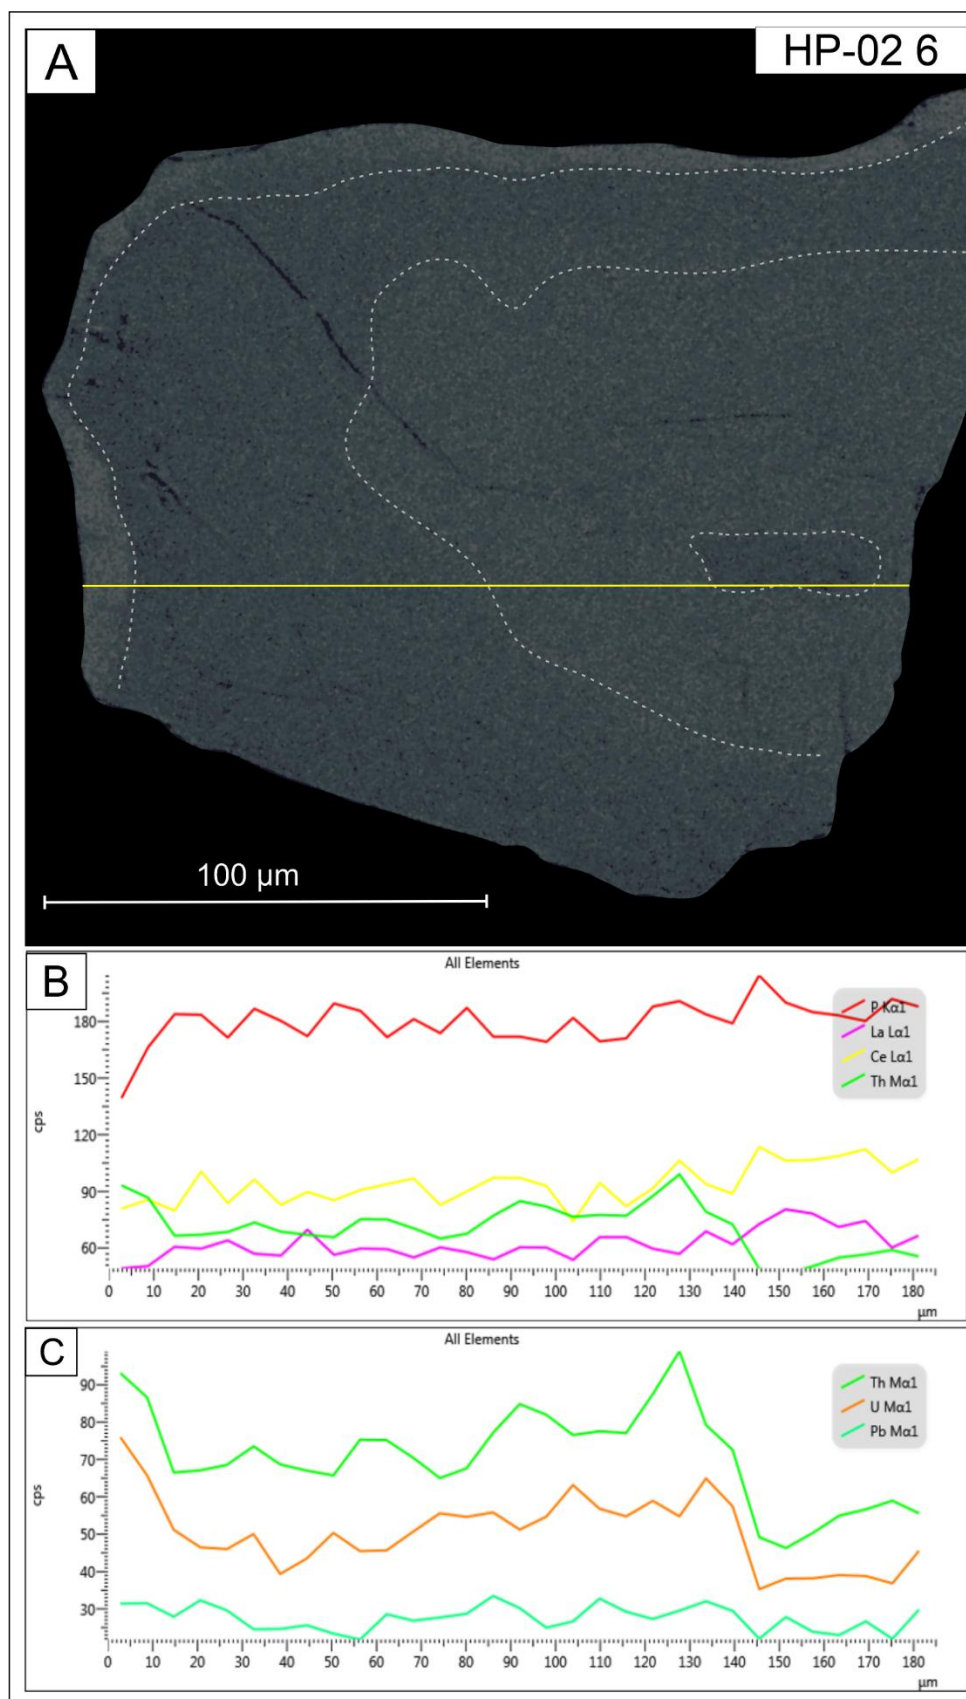 A
HP-02 6
100 µm
B
All Elements
P Kα1
La Lα1
Ce Lα1
Th Mα1
180
150
120
90
60
cps
0 10 20 30 40 50 60 70 80 90 100 110 120 130 140 150 160 170 180
µm
C
All Elements
Th Mα1
U Mα1
Pb Mα1
90
80
70
60
50
40
30
cps
0 10 20 30 40 50 60 70 80 90 100 110 120 130 140 150 160 170 180
µm